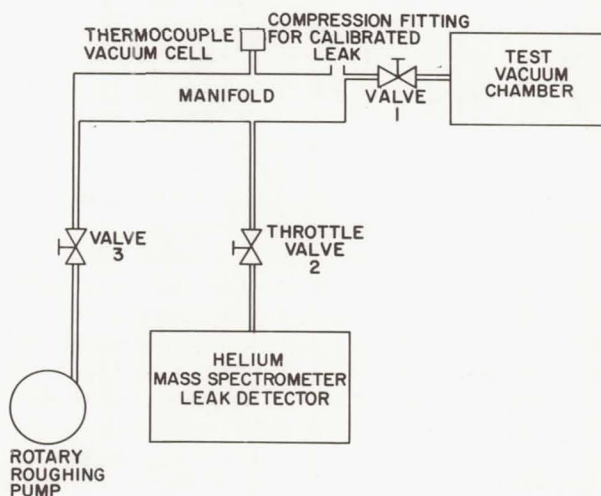 THERMOCOUPLE
VACUUM CELL
COMPRESSION FITTING
FOR CALIBRATED
LEAK
TEST
VACUUM
CHAMBER
MANIFOLD
VALVE
1
VALVE
3
THROTTLE
VALVE
2
HELIUM
MASS SPECTROMETER
LEAK DETECTOR
ROTARY
ROUGHING
PUMP